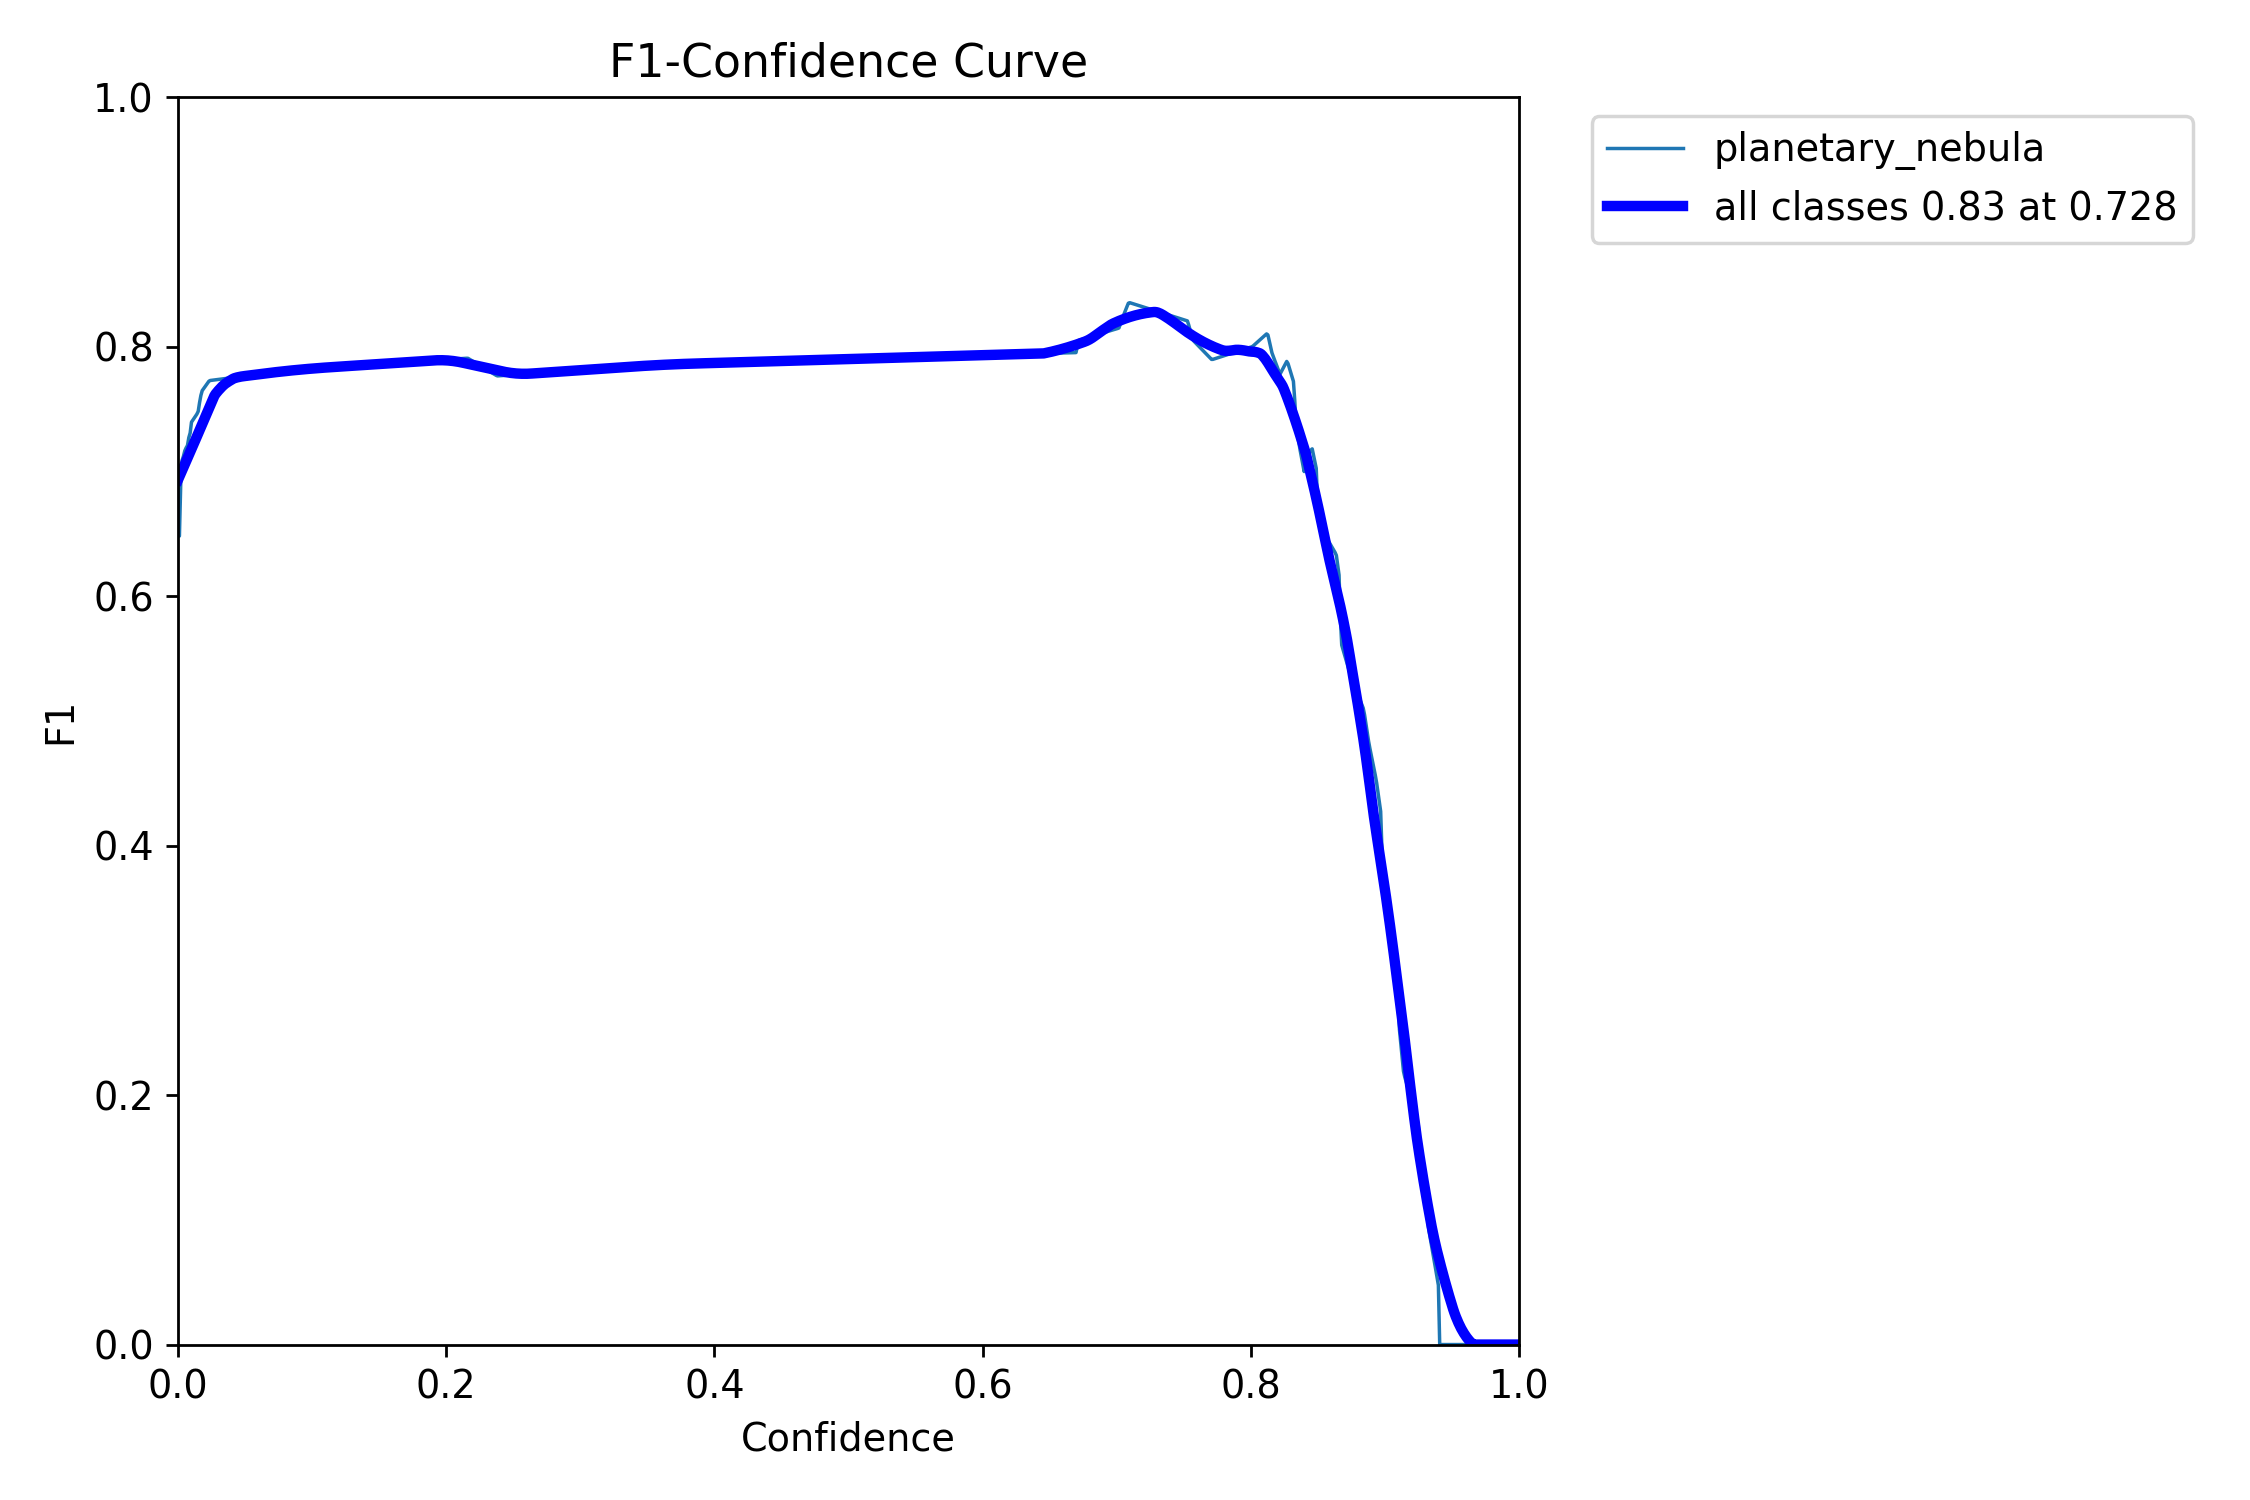 F1-Confidence Curve
1.0
0.8
0.6
0.4
0.2
0.0
F1
0.0 0.2 0.4 0.6 0.8 1.0
Confidence
planetary_nebula
all classes 0.83 at 0.728